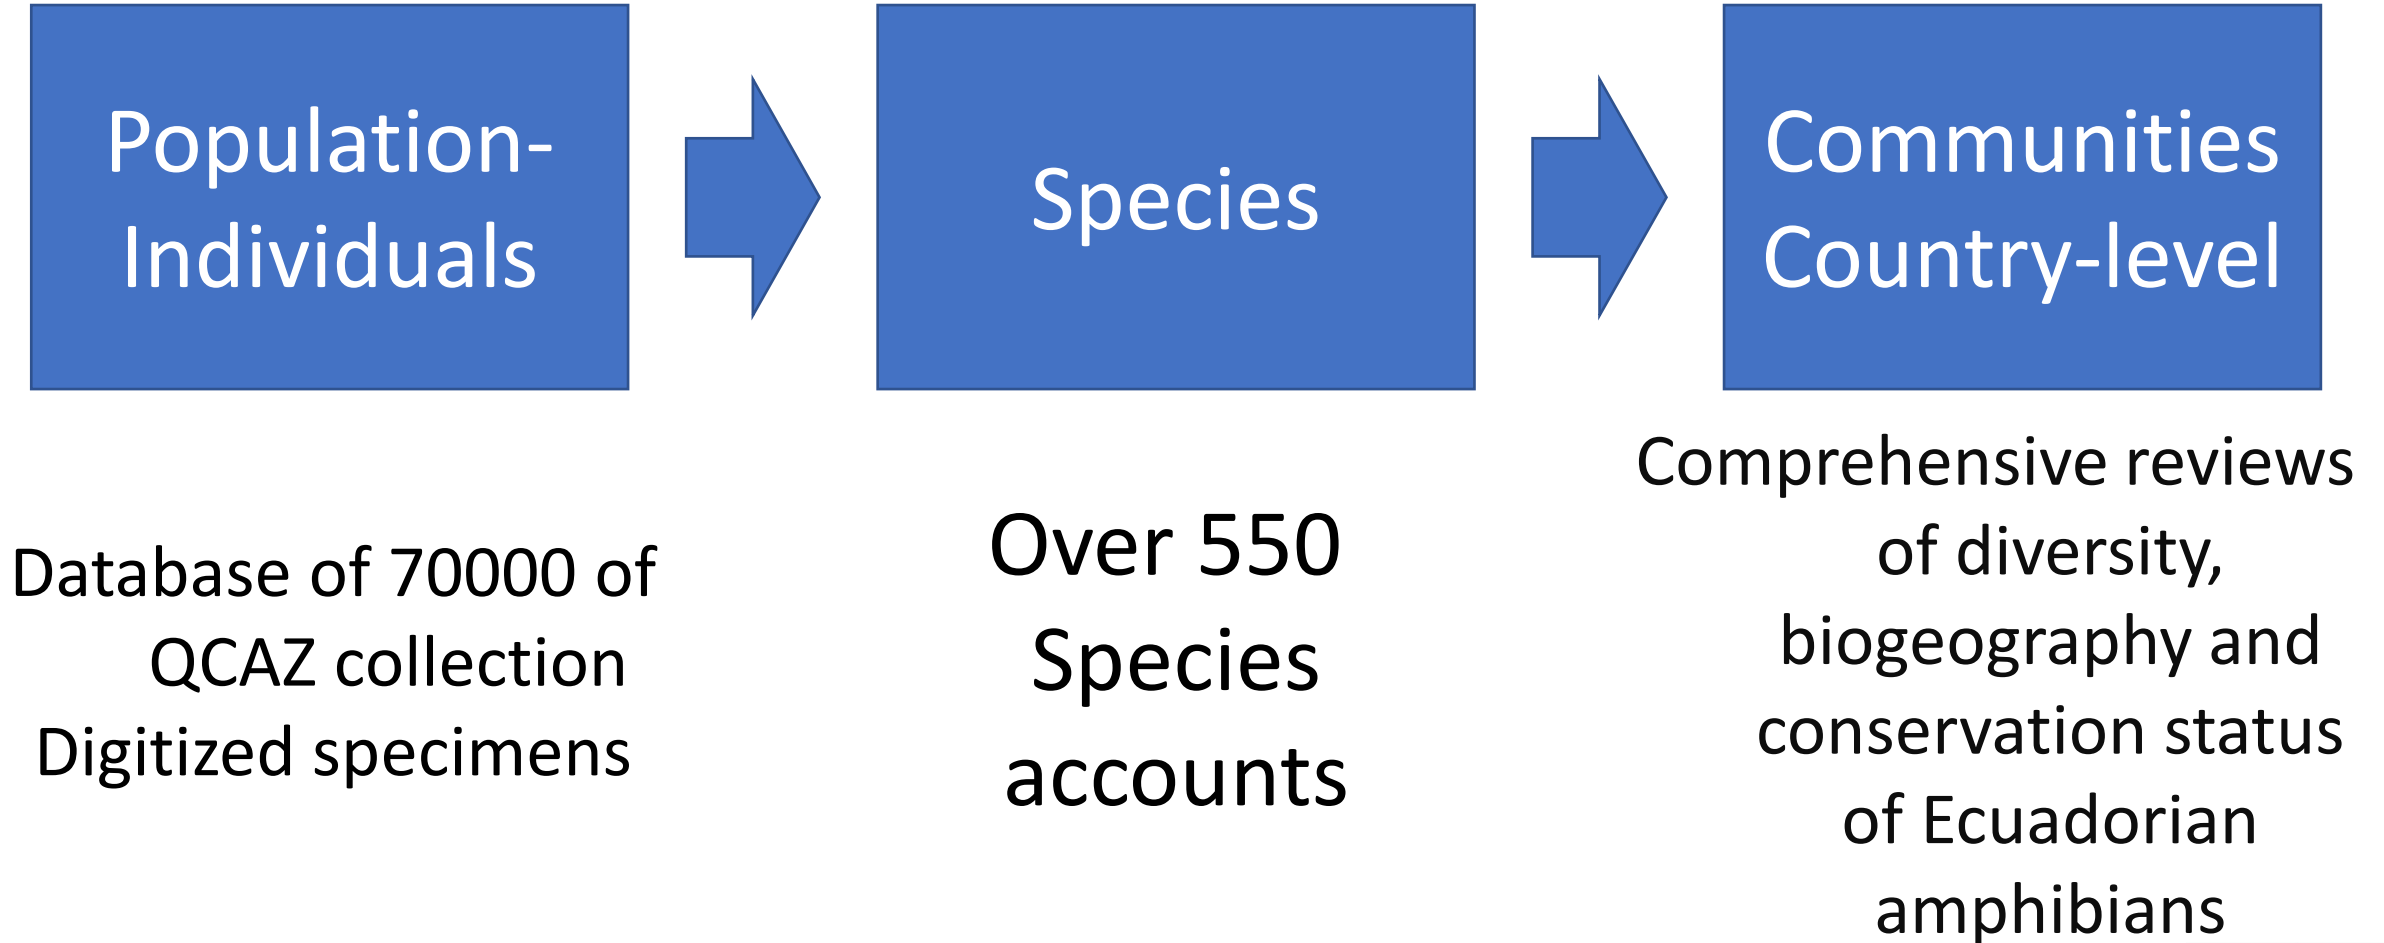 Population-
Individuals
Species
Communities
Country-level
Database of 70000 of
QCAZ collection
Digitized specimens
Over 550
Species
accounts
Comprehensive reviews
of diversity,
biogeography and
conservation status
of Ecuadorian
amphibians